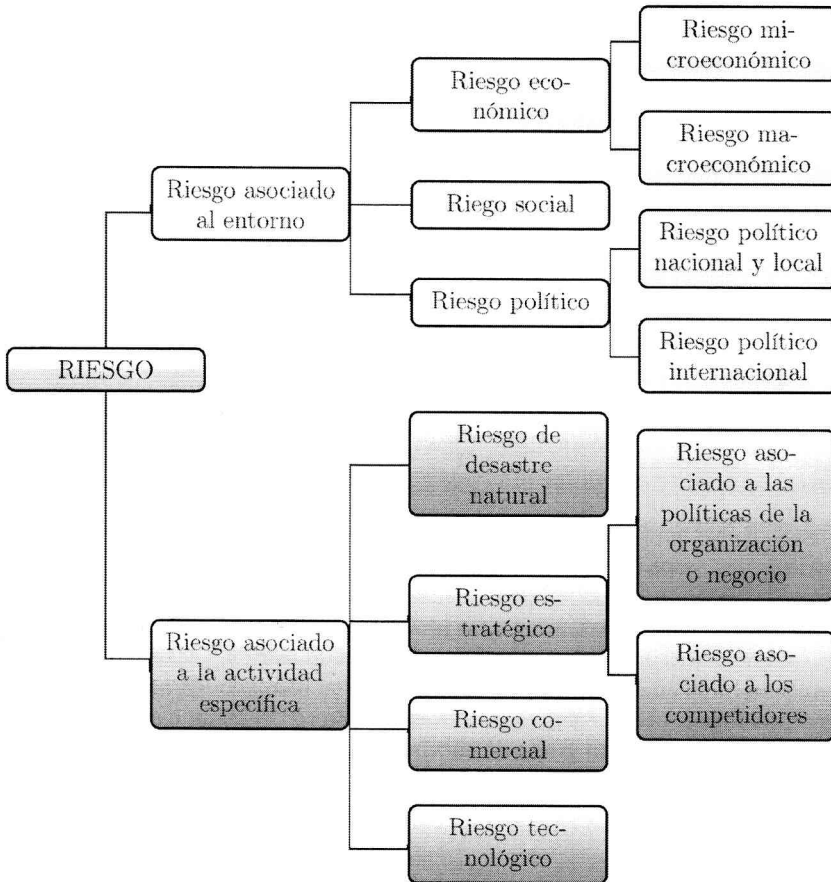 RIESGO
Riesgo asociado
al entorno
Riesgo eco-
nómico
Riesgo mi-
croeconómico
Riesgo ma-
croeconómico
Riego social
Riesgo político
Riesgo político
nacional y local
Riesgo político
internacional
Riesgo asociado
a la actividad
específica
Riesgo de
desastre
natural
Riesgo es-
tratégico
Riesgo aso-
ciado a las
políticas de la
organización
o negocio
Riesgo aso-
ciado a los
competidores
Riesgo co-
mercial
Riesgo tec-
nológico